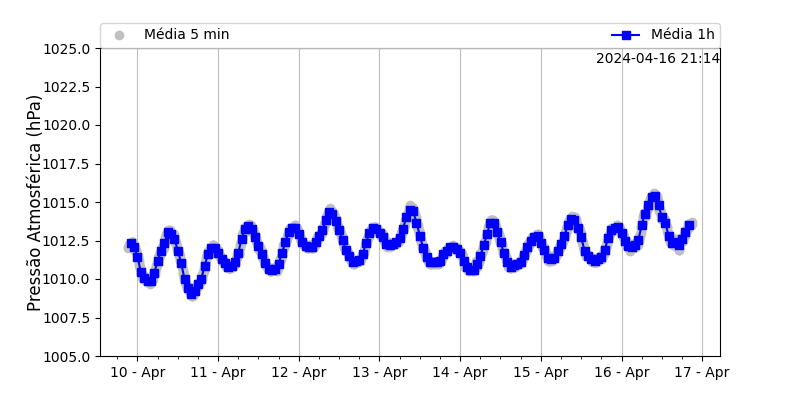 Média 5 min
Média 1h
2024-04-16 21:14
Pressão Atmosférica (hPa)
1025.0
1022.5
1020.0
1017.5
1015.0
1012.5
1010.0
1007.5
1005.0
10 - Apr
11 - Apr
12 - Apr
13 - Apr
14 - Apr
15 - Apr
16 - Apr
17 - Apr